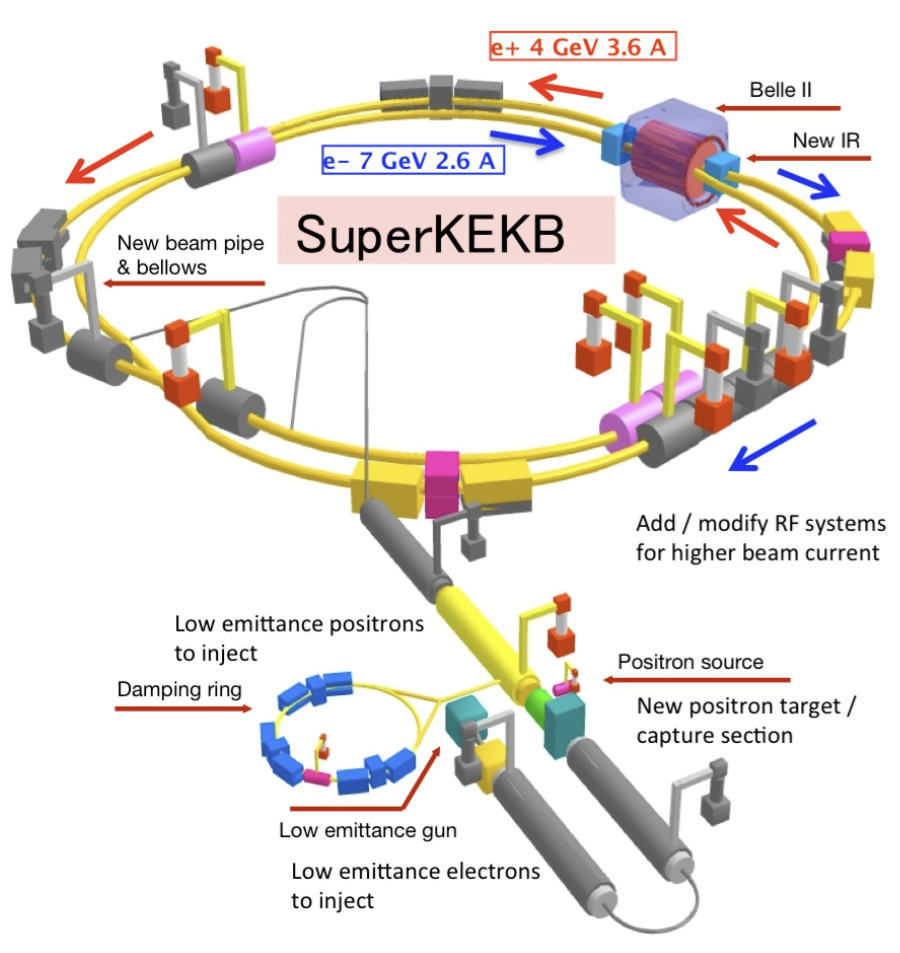 e+ 4 GeV 3.6 A
Belle II
New IR
e- 7 GeV 2.6 A
SuperKEKB
New beam pipe
& bellows
Add / modify RF systems
for higher beam current
Low emittance positrons
to inject
Positron source
Damping ring
New positron target /
capture section
Low emittance gun
Low emittance electrons
to inject